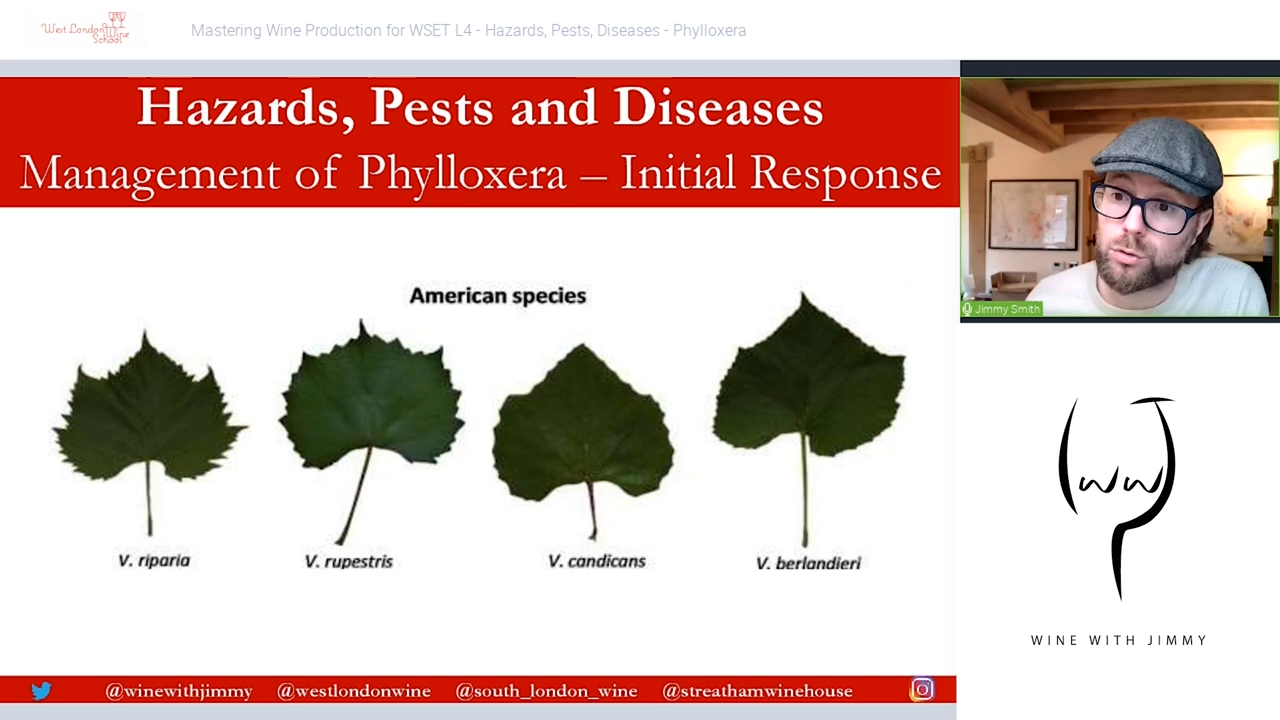 West London Wine School
Mastering Wine Production for WSET L4 - Hazards, Pests, Diseases - Phylloxera
Hazards, Pests and Diseases
Management of Phylloxera – Initial Response
American species
V. riparia
V. rupestris
V. candicans
V. berlandieri
@winewithjimmy @westlondonwine @south_london_wine @streathamwinehouse
Jimmy Smith
WW
WINE WITH JIMMY